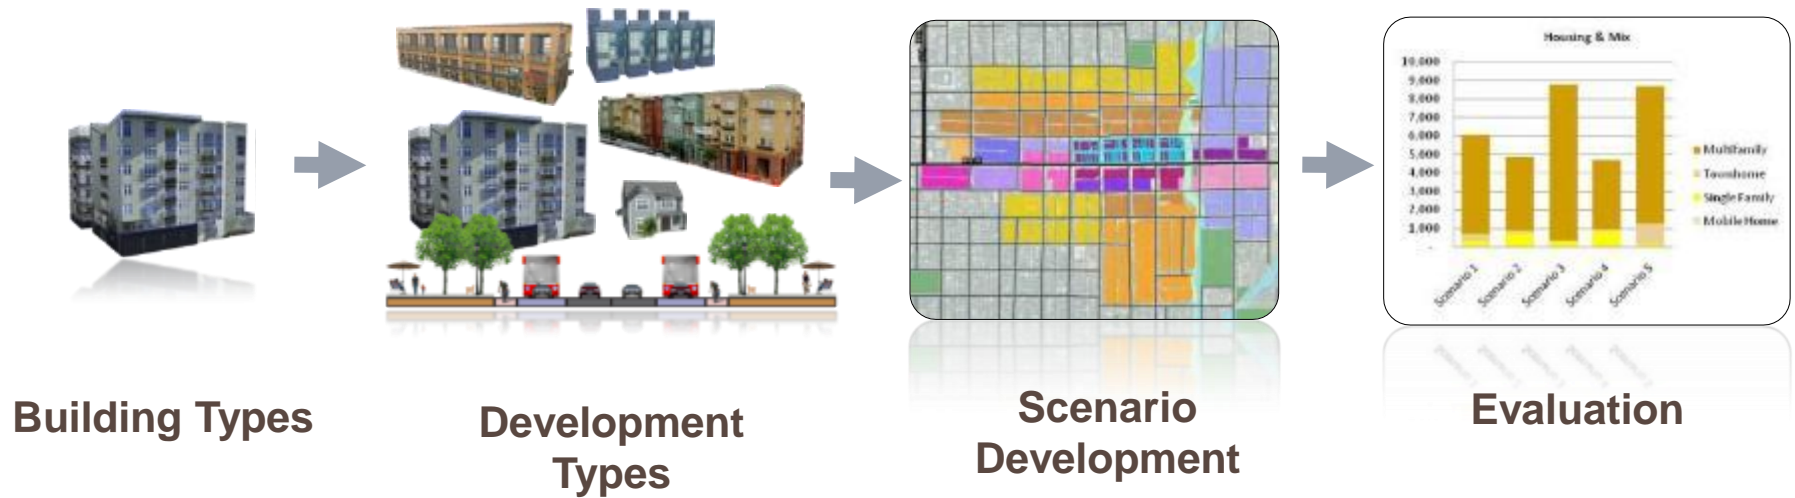 Housing & Mix
10,000
9,000
8,000
7,000
6,000
5,000
4,000
3,000
2,000
1,000
-
Multifamily
Townhome
Single Family
Mobile Home
Scenario 1
Scenario 2
Scenario 3
Scenario 4
Scenario 5
Building Types
Development
Types
Scenario
Development
Evaluation